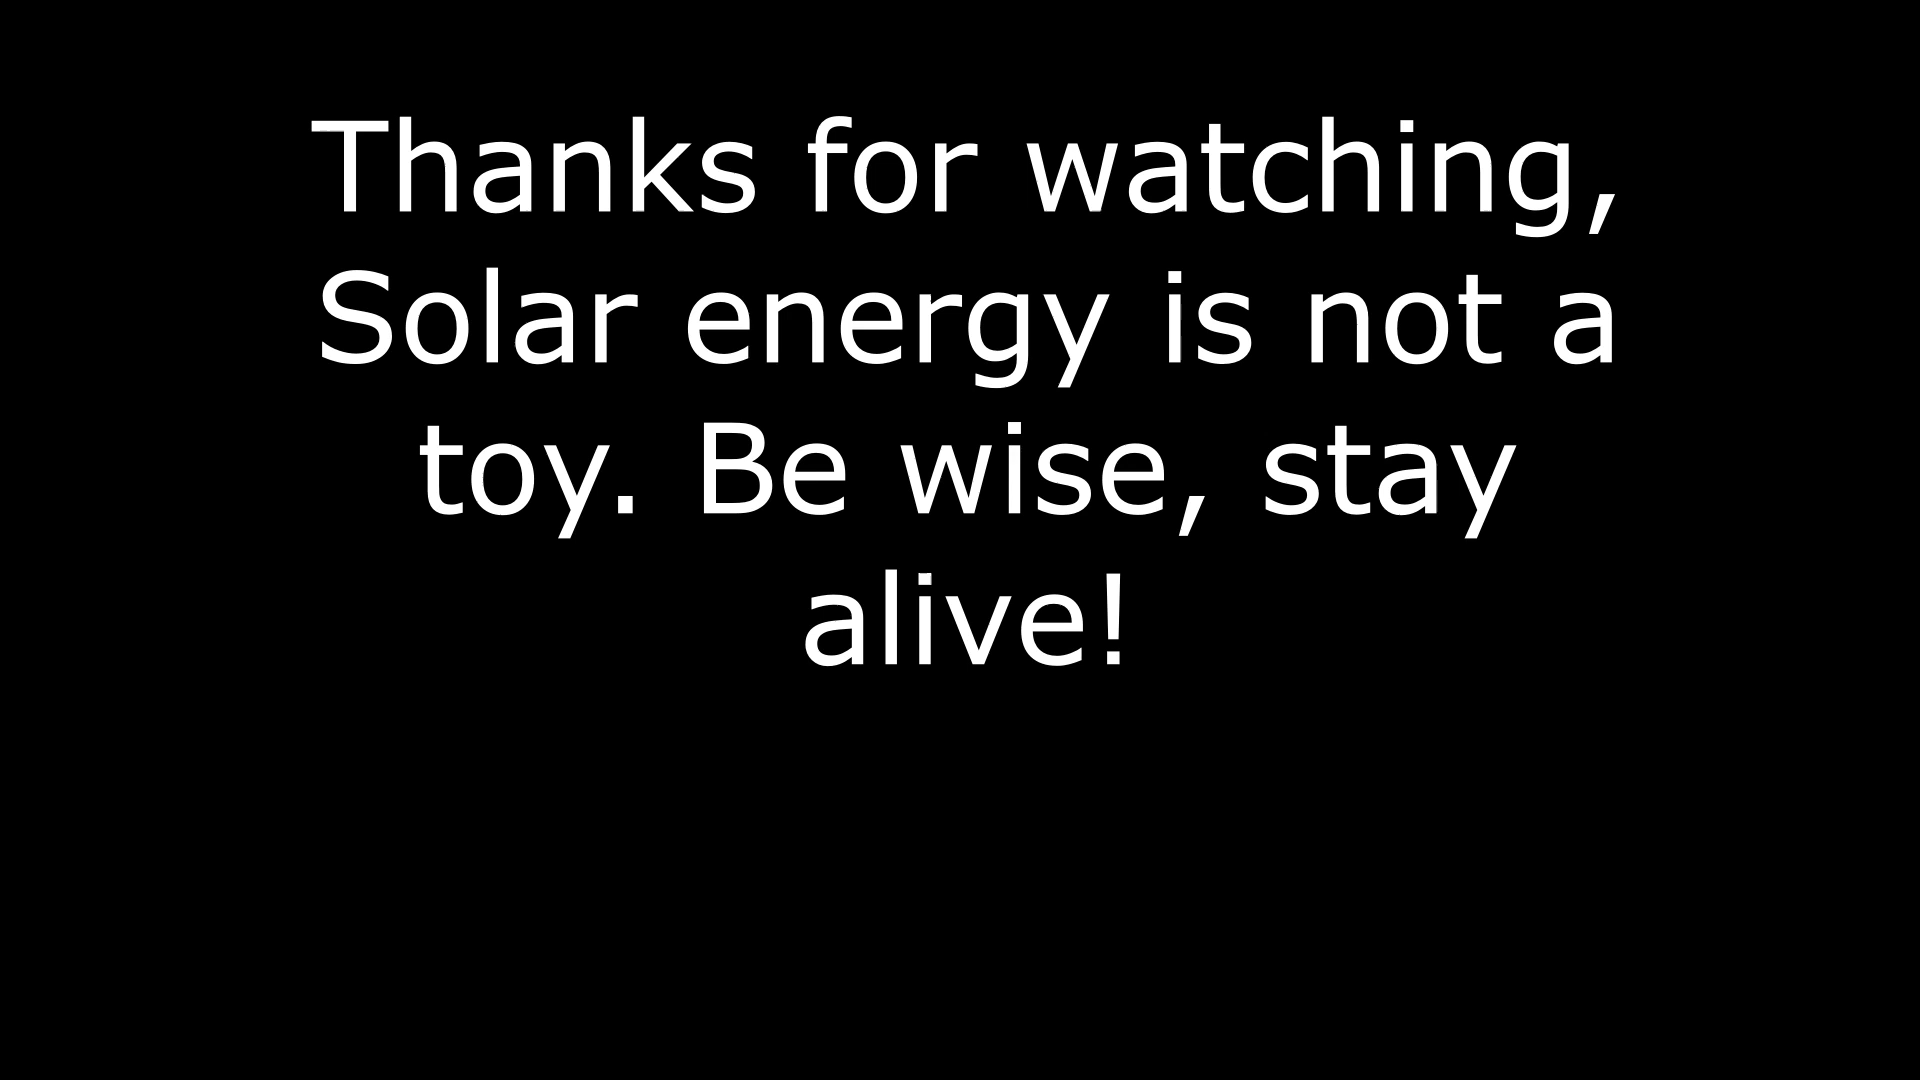 Thanks for watching,
Solar energy is not a
toy. Be wise, stay
alive!